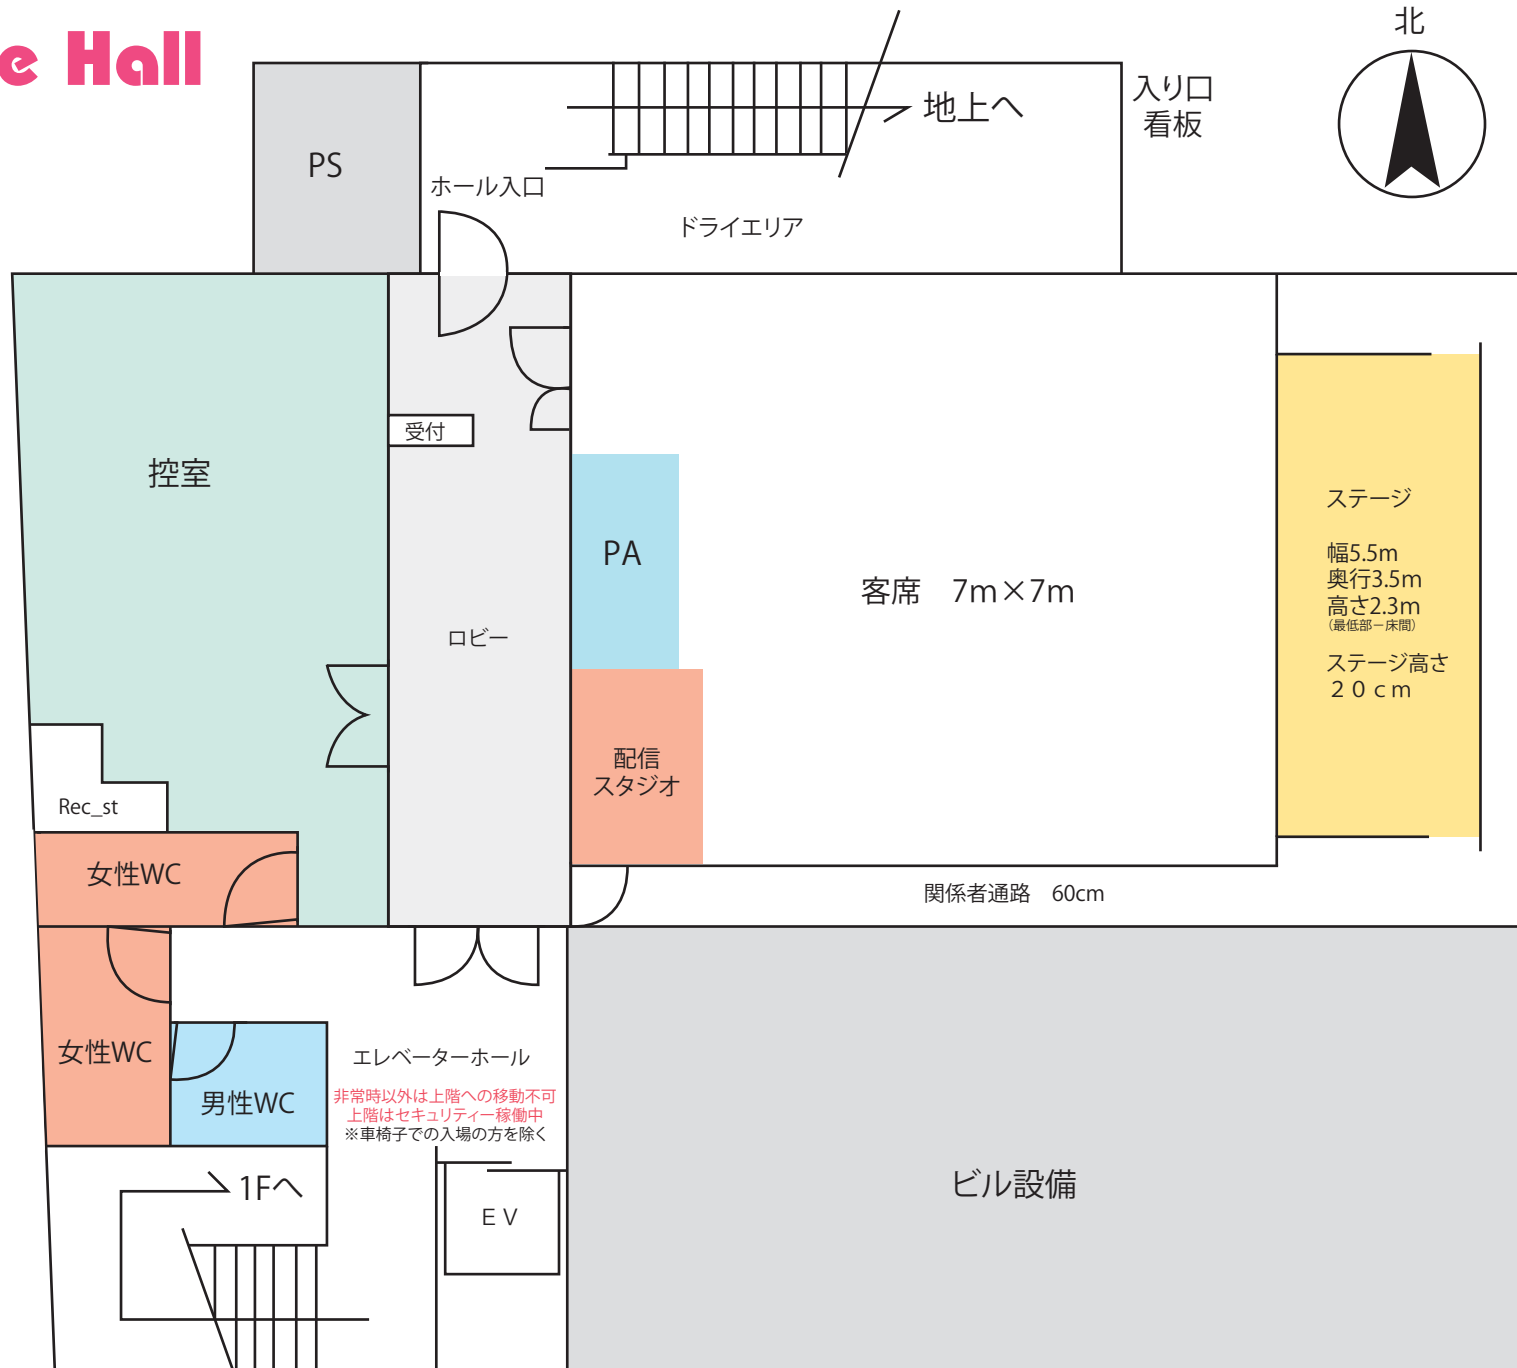 e Hall
北
入り口
看板
地上へ
PS
ホール入口
ドライエリア
受付
控室
ステージ
幅5.5m
奥行3.5m
高さ2.3m
(最低部ー床間)
ステージ高さ
２０ｃｍ
PA
客席　7m×7m
ロビー
配信
スタジオ
Rec_st
女性WC
関係者通路　60cm
女性WC
男性WC
エレベーターホール
非常時以外は上階への移動不可
上階はセキュリティー稼働中
※車椅子での入場の方を除く
1Fへ
ＥＶ
ビル設備